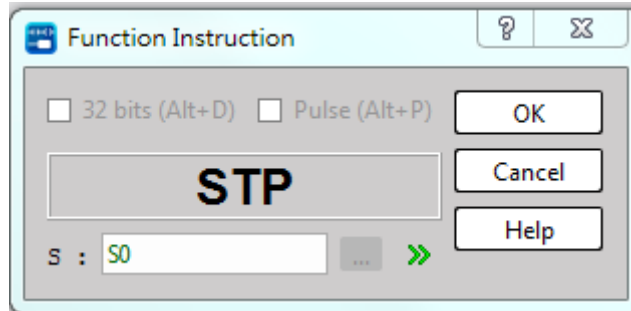 Function Instruction
32 bits (Alt+D) Pulse (Alt+P) OK
STP Cancel
S : S0 ... Help